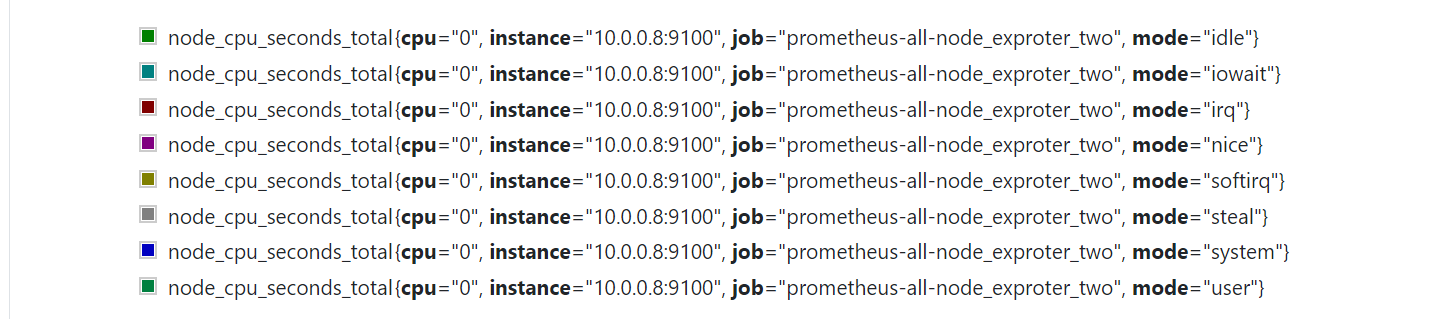 node_cpu_seconds_total{cpu="0", instance="10.0.0.8:9100", job="prometheus-all-node_exproter_two", mode="idle"}
node_cpu_seconds_total{cpu="0", instance="10.0.0.8:9100", job="prometheus-all-node_exproter_two", mode="iowait"}
node_cpu_seconds_total{cpu="0", instance="10.0.0.8:9100", job="prometheus-all-node_exproter_two", mode="irq"}
node_cpu_seconds_total{cpu="0", instance="10.0.0.8:9100", job="prometheus-all-node_exproter_two", mode="nice"}
node_cpu_seconds_total{cpu="0", instance="10.0.0.8:9100", job="prometheus-all-node_exproter_two", mode="softirq"}
node_cpu_seconds_total{cpu="0", instance="10.0.0.8:9100", job="prometheus-all-node_exproter_two", mode="steal"}
node_cpu_seconds_total{cpu="0", instance="10.0.0.8:9100", job="prometheus-all-node_exproter_two", mode="system"}
node_cpu_seconds_total{cpu="0", instance="10.0.0.8:9100", job="prometheus-all-node_exproter_two", mode="user"}